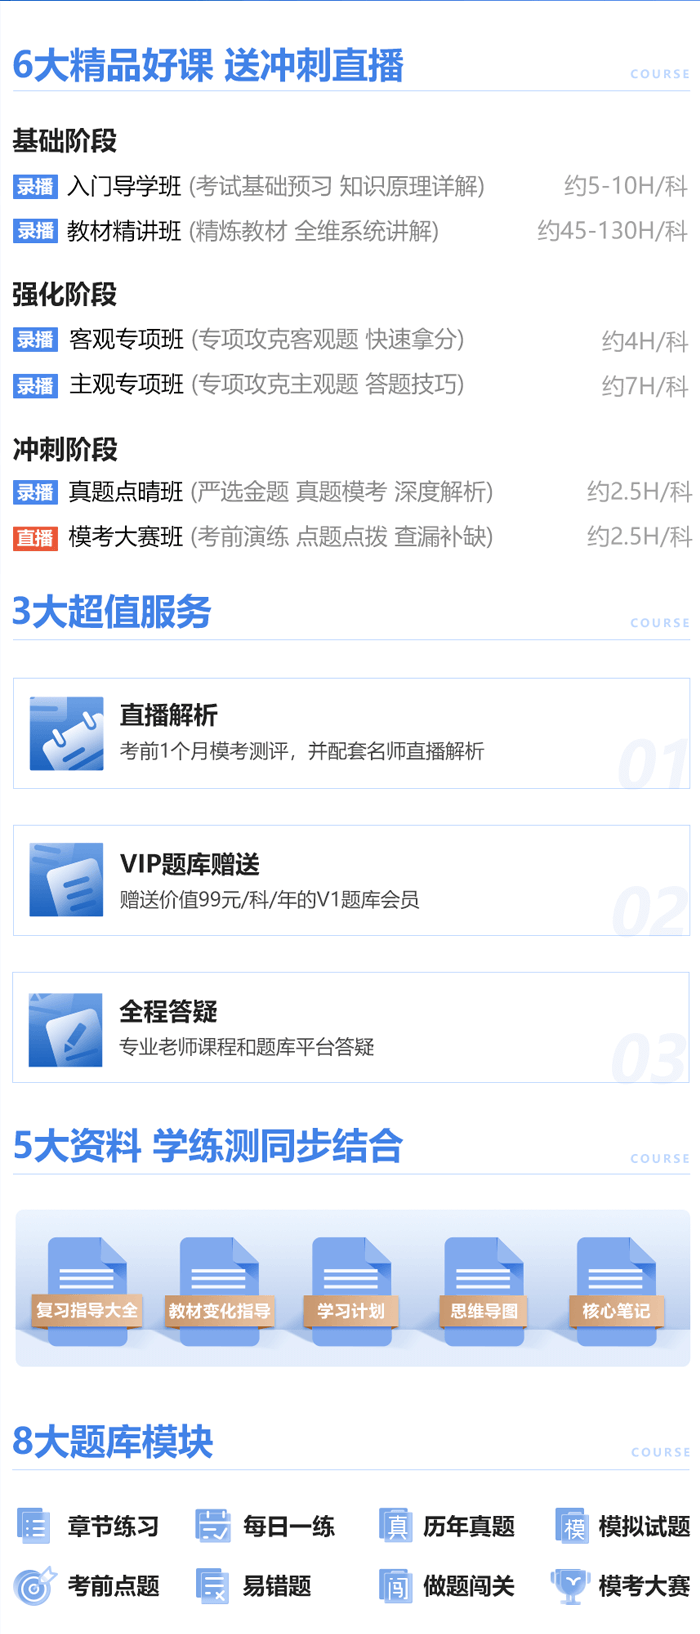 6大精品好课 送冲刺直播
COURSE
基础阶段
录播 入门导学班 (考试基础预习 知识原理详解) 约5-10H/科
录播 教材精讲班 (精炼教材 全维系统讲解) 约45-130H/科
强化阶段
录播 客观专项班 (专项攻克客观题 快速拿分) 约4H/科
录播 主观专项班 (专项攻克主观题 答题技巧) 约7H/科
冲刺阶段
录播 真题点晴班 (严选金题 真题模考 深度解析) 约2.5H/科
直播 模考大赛班 (考前演练 点题点拨 查漏补缺) 约2.5H/科
3大超值服务
COURSE
直播解析
考前1个月模考测评，并配套名师直播解析
01
VIP题库赠送
赠送价值99元/科/年的V1题库会员
02
全程答疑
专业老师课程和题库平台答疑
03
5大资料 学练测同步结合
COURSE
复习指导大全 教材变化指导 学习计划 思维导图 核心笔记
8大题库模块
COURSE
章节练习 每日一练 真 历年真题 模 模拟试题
考前点题 易错题 闯 做题闯关 模考大赛